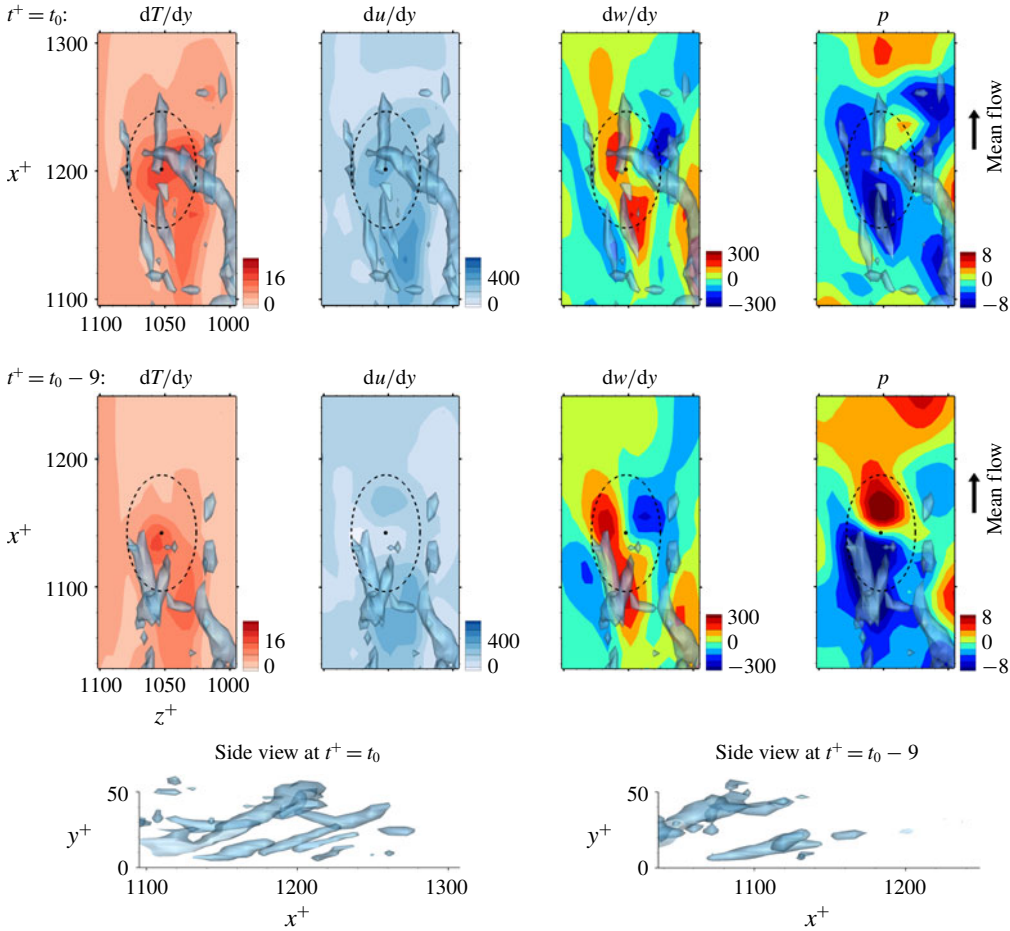 t⁺ = t₀: dT/dy du/dy dw/dy p
1300
1200
1100
x⁺
1100 1050 1000
16
0
400
0
300
0
−300
8
0
−8
Mean flow
t⁺ = t₀ − 9: dT/dy du/dy dw/dy p
1200
1100
x⁺
1100 1050 1000
z⁺
16
0
400
0
300
0
−300
8
0
−8
Mean flow
Side view at t⁺ = t₀
50
y⁺
0
1100 1200 1300
x⁺
Side view at t⁺ = t₀ − 9
50
y⁺
0
1100 1200
x⁺